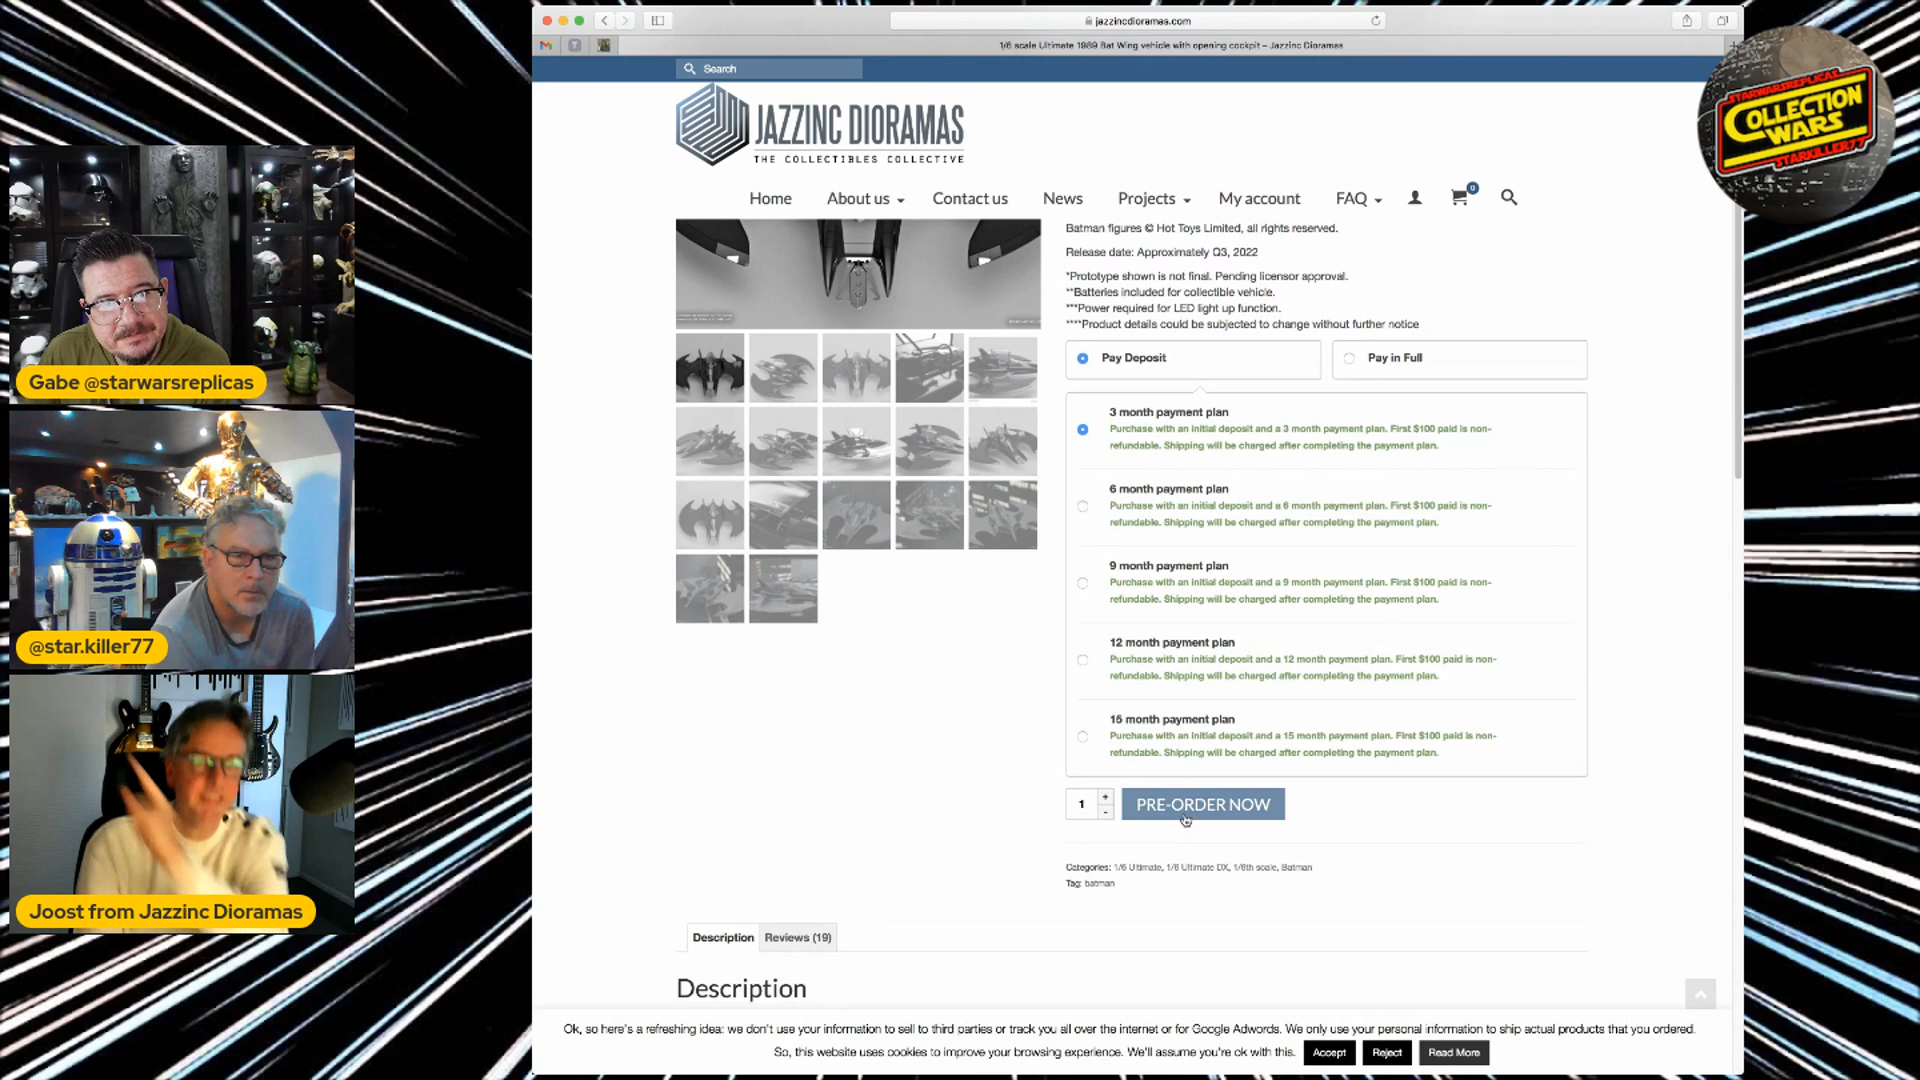 jazzincdioramas.com
1/6 scale Ultimate 1989 Bat Wing vehicle with opening cockpit – Jazzinc Dioramas
Search
JAZZINC DIORAMAS
THE COLLECTIBLES COLLECTIVE
STARWARSREPLICAS
COLLECTION
WARS
STARKILLER77
Home
About us
Contact us
News
Projects
My account
FAQ
0
Batman figures © Hot Toys Limited, all rights reserved.
Release date: Approximately Q3, 2022
*Prototype shown is not final. Pending licensor approval.
**Batteries included for collectible vehicle.
***Power required for LED light up function.
****Product details could be subjected to change without further notice
Pay Deposit
Pay in Full
3 month payment plan
Purchase with an initial deposit and a 3 month payment plan. First $100 paid is non-
refundable. Shipping will be charged after completing the payment plan.
6 month payment plan
Purchase with an initial deposit and a 6 month payment plan. First $100 paid is non-
refundable. Shipping will be charged after completing the payment plan.
9 month payment plan
Purchase with an initial deposit and a 9 month payment plan. First $100 paid is non-
refundable. Shipping will be charged after completing the payment plan.
12 month payment plan
Purchase with an initial deposit and a 12 month payment plan. First $100 paid is non-
refundable. Shipping will be charged after completing the payment plan.
15 month payment plan
Purchase with an initial deposit and a 15 month payment plan. First $100 paid is non-
refundable. Shipping will be charged after completing the payment plan.
1
+
-
PRE-ORDER NOW
Categories: 1/6 Ultimate, 1/6 Ultimate DX, 1/6th scale, Batman
Tag: batman
Description
Reviews (19)
Description
Ok, so here's a refreshing idea: we don't use your information to sell to third parties or track you all over the internet or for Google Adwords. We only use your personal information to ship actual products that you ordered.
So, this website uses cookies to improve your browsing experience. We'll assume you're ok with this.
Accept
Reject
Read More
Gabe @starwarsreplicas
@star.killer77
Joost from Jazzinc Dioramas